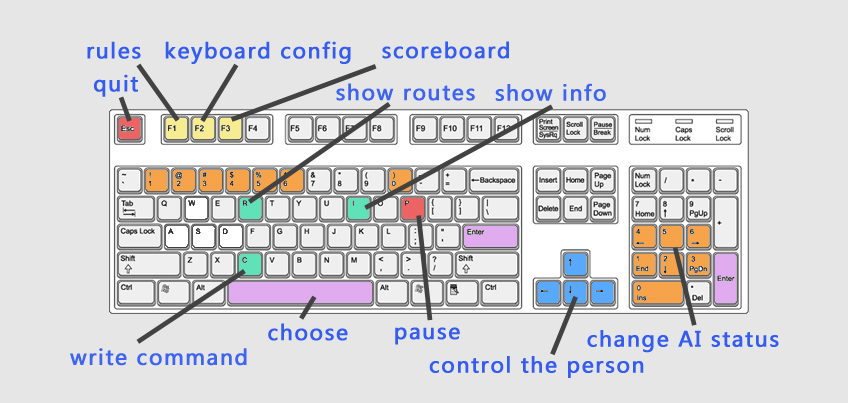 rules keyboard config scoreboard
quit
show routes show info
Esc F1 F2 F3 F4 F5 F6 F7 F8 F9 F10 F11 F12 Print Screen SysRq Scroll Lock Pause Break Num Lock Caps Lock Scroll Lock
~ ` ! 1 @ 2 # 3 $ 4 % 5 6 & 7 * 8 ( 9 ) 0 - + = ←Backspace Insert Home Page Up Num Lock / * -
Tab Q W E R T Y U I O P { [ } ] | \ Delete End Page Down 7 Home 8 ↑ 9 PgUp +
Caps Lock A S D F G H J K L : ; " ' Enter 4 ← 5 6 →
Shift Z X C V B N M < , > . ? / Shift ↑ 1 End 2 ↓ 3 PgDn Enter
Ctrl Alt Alt Ctrl ← ↓ → 0 Ins . Del
choose
pause
change AI status
write command
control the person